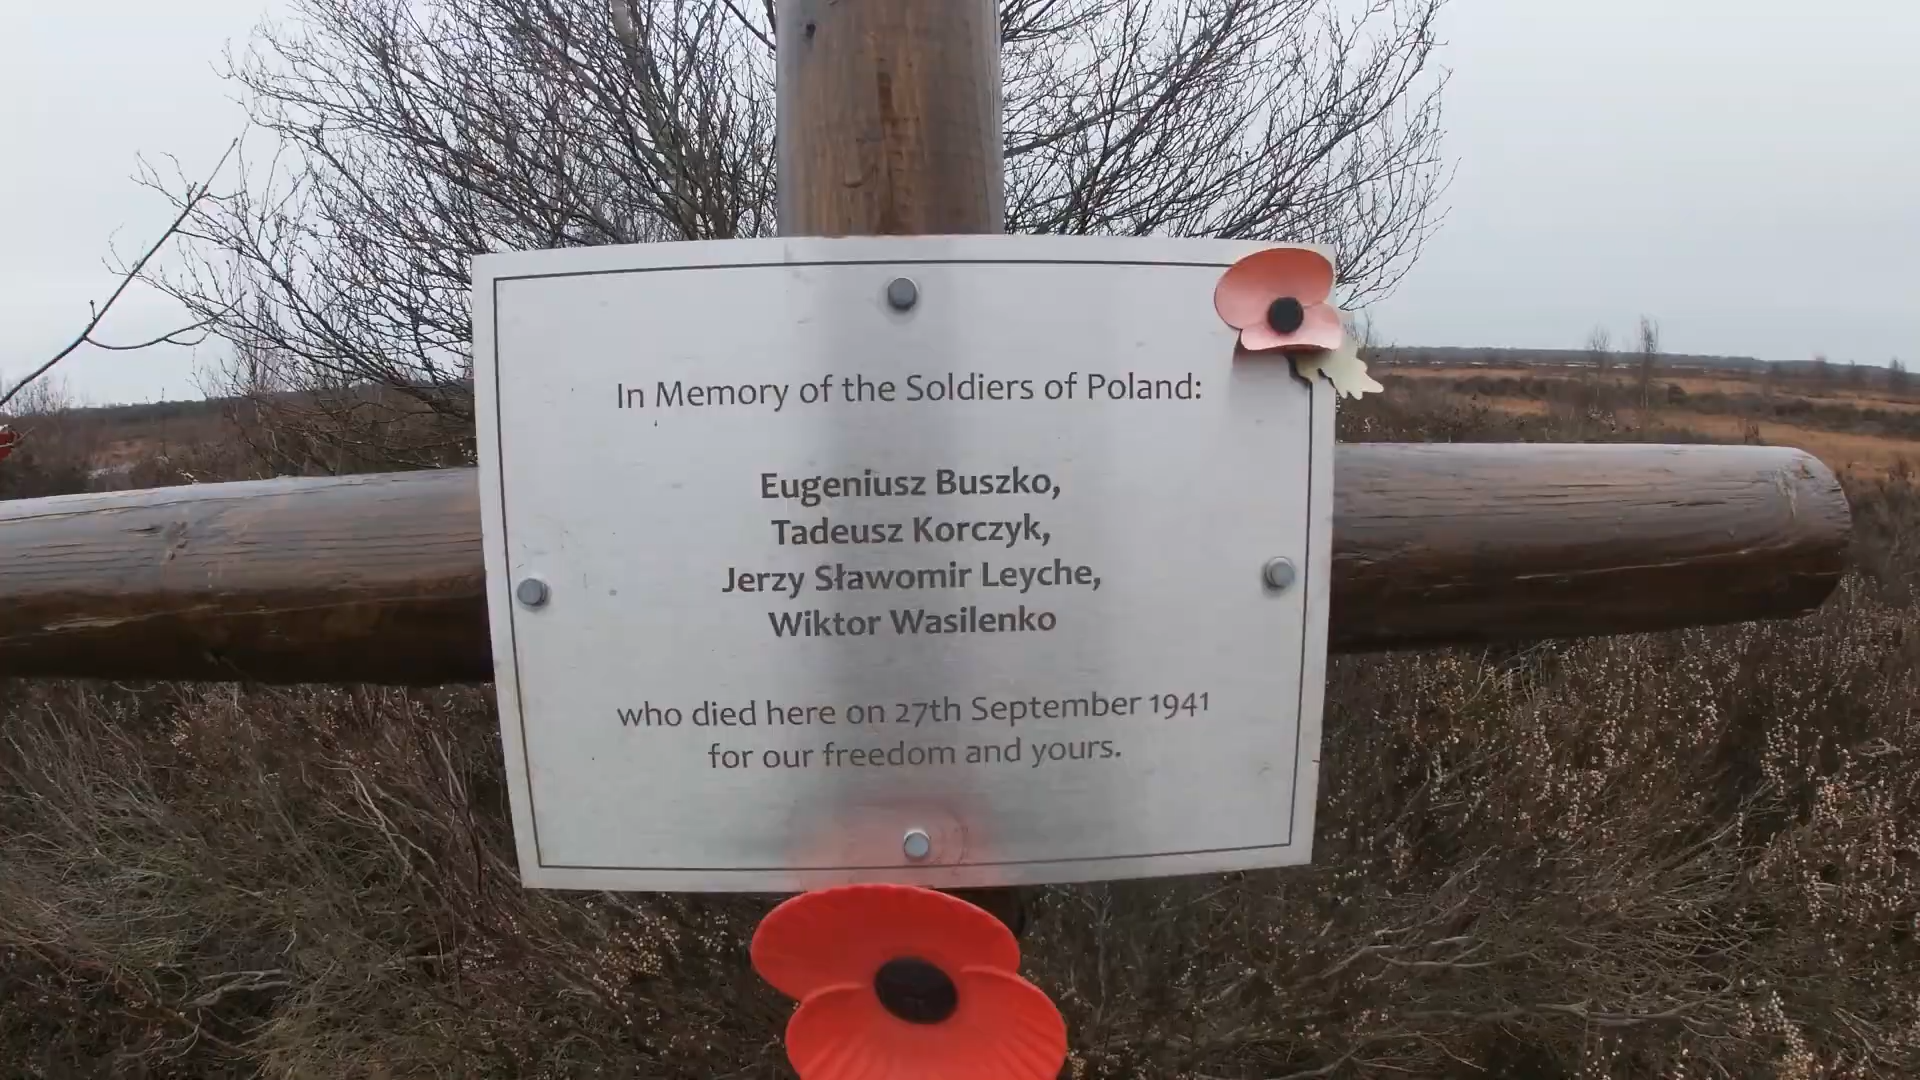 In Memory of the Soldiers of Poland:
Eugeniusz Buszko,
Tadeusz Korczyk,
Jerzy Sławomir Leyche,
Wiktor Wasilenko
who died here on 27th September 1941
for our freedom and yours.